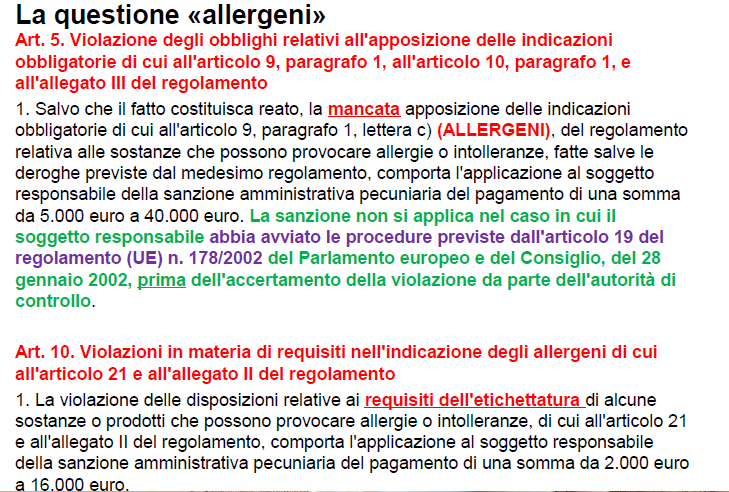 La questione «allergeni»
Art. 5. Violazione degli obblighi relativi all'apposizione delle indicazioni
obbligatorie di cui all'articolo 9, paragrafo 1, all'articolo 10, paragrafo 1, e
all'allegato III del regolamento
1. Salvo che il fatto costituisca reato, la mancata apposizione delle indicazioni
obbligatorie di cui all'articolo 9, paragrafo 1, lettera c) (ALLERGENI), del regolamento
relativa alle sostanze che possono provocare allergie o intolleranze, fatte salve le
deroghe previste dal medesimo regolamento, comporta l'applicazione al soggetto
responsabile della sanzione amministrativa pecuniaria del pagamento di una somma
da 5.000 euro a 40.000 euro. La sanzione non si applica nel caso in cui il
soggetto responsabile abbia avviato le procedure previste dall'articolo 19 del
regolamento (UE) n. 178/2002 del Parlamento europeo e del Consiglio, del 28
gennaio 2002, prima dell'accertamento della violazione da parte dell'autorità di
controllo.
Art. 10. Violazioni in materia di requisiti nell'indicazione degli allergeni di cui
all'articolo 21 e all'allegato II del regolamento
1. La violazione delle disposizioni relative ai requisiti dell'etichettatura di alcune
sostanze o prodotti che possono provocare allergie o intolleranze, di cui all'articolo 21
e all'allegato II del regolamento, comporta l'applicazione al soggetto responsabile
della sanzione amministrativa pecuniaria del pagamento di una somma da 2.000 euro
a 16.000 euro.